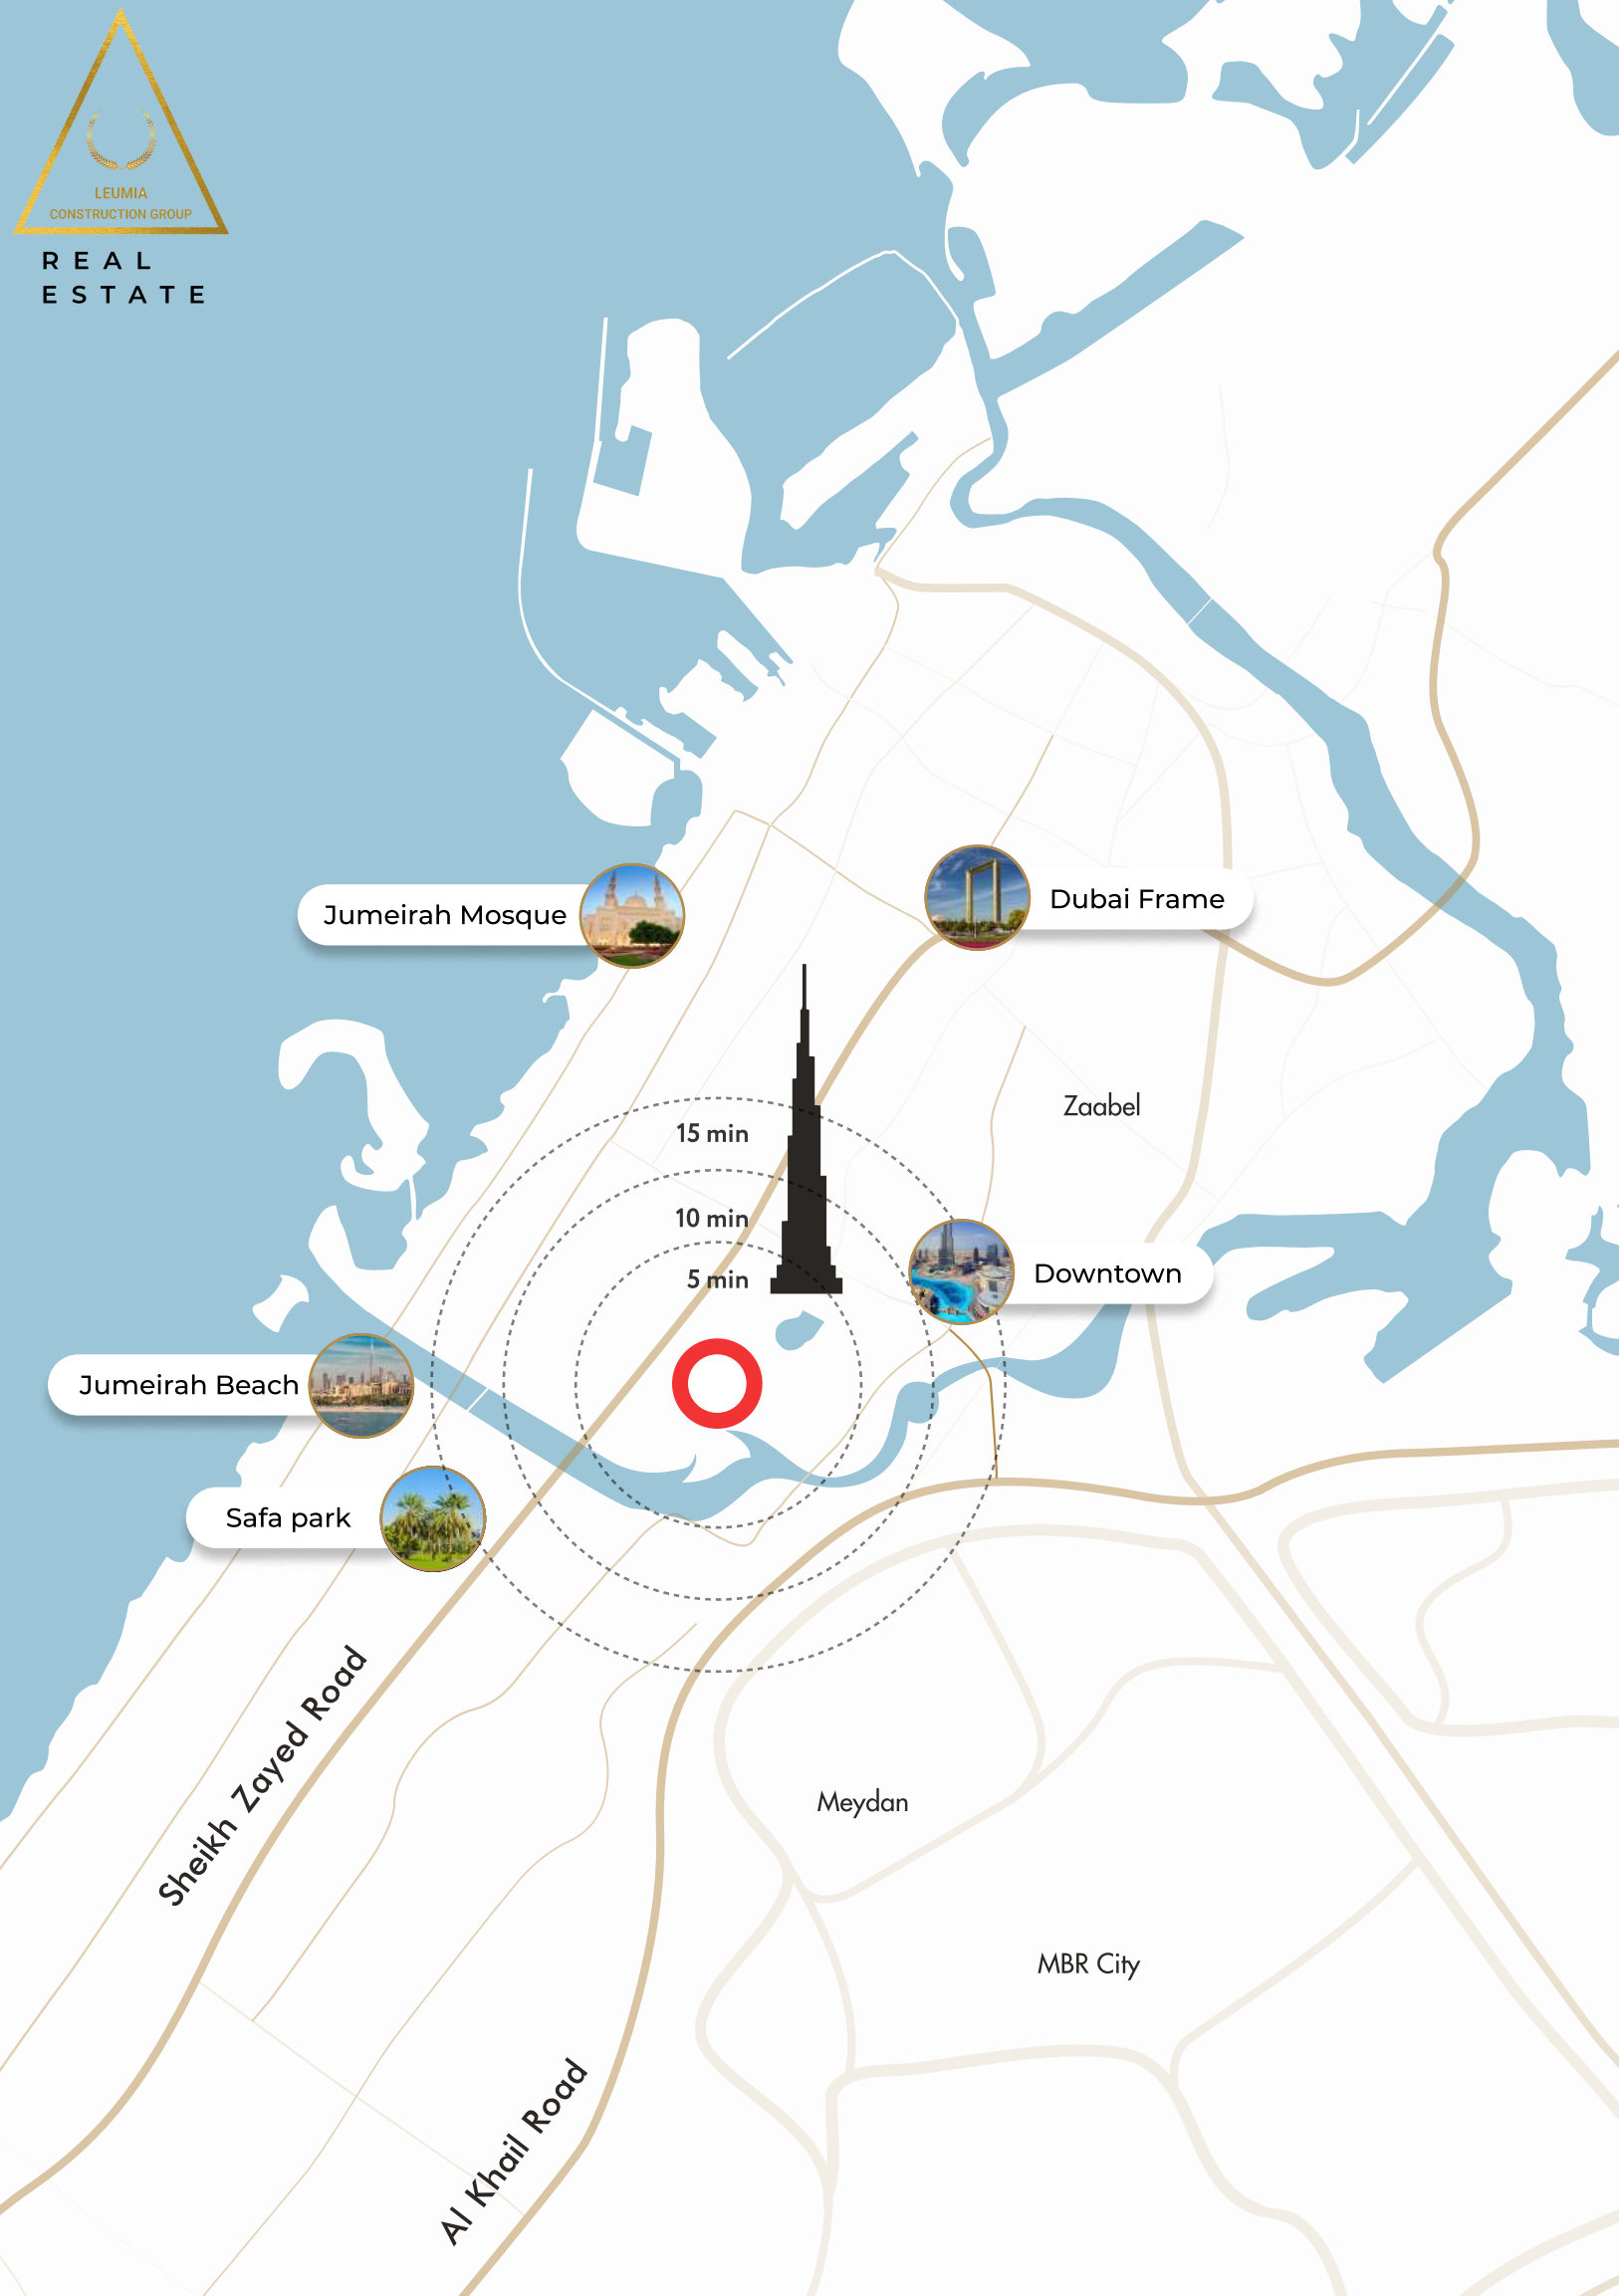 LEUMIA
CONSTRUCTION GROUP
REAL
ESTATE
Jumeirah Mosque
Dubai Frame
Zaabel
15 min
10 min
5 min
Downtown
Jumeirah Beach
Safa park
Sheikh Zayed Road
Meydan
MBR City
Al Khail Road